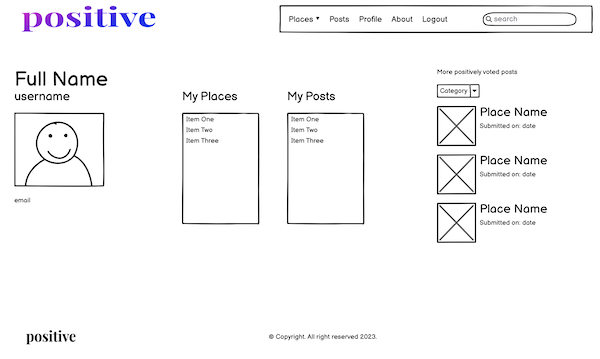 positive
Places ▾ Posts Profile About Logout search
Full Name
username
email
My Places
Item One
Item Two
Item Three
My Posts
Item One
Item Two
Item Three
More positively voted posts
Category
Place Name
Submitted on: date
Place Name
Submitted on: date
Place Name
Submitted on: date
positive
© Copyright. All right reserved 2023.